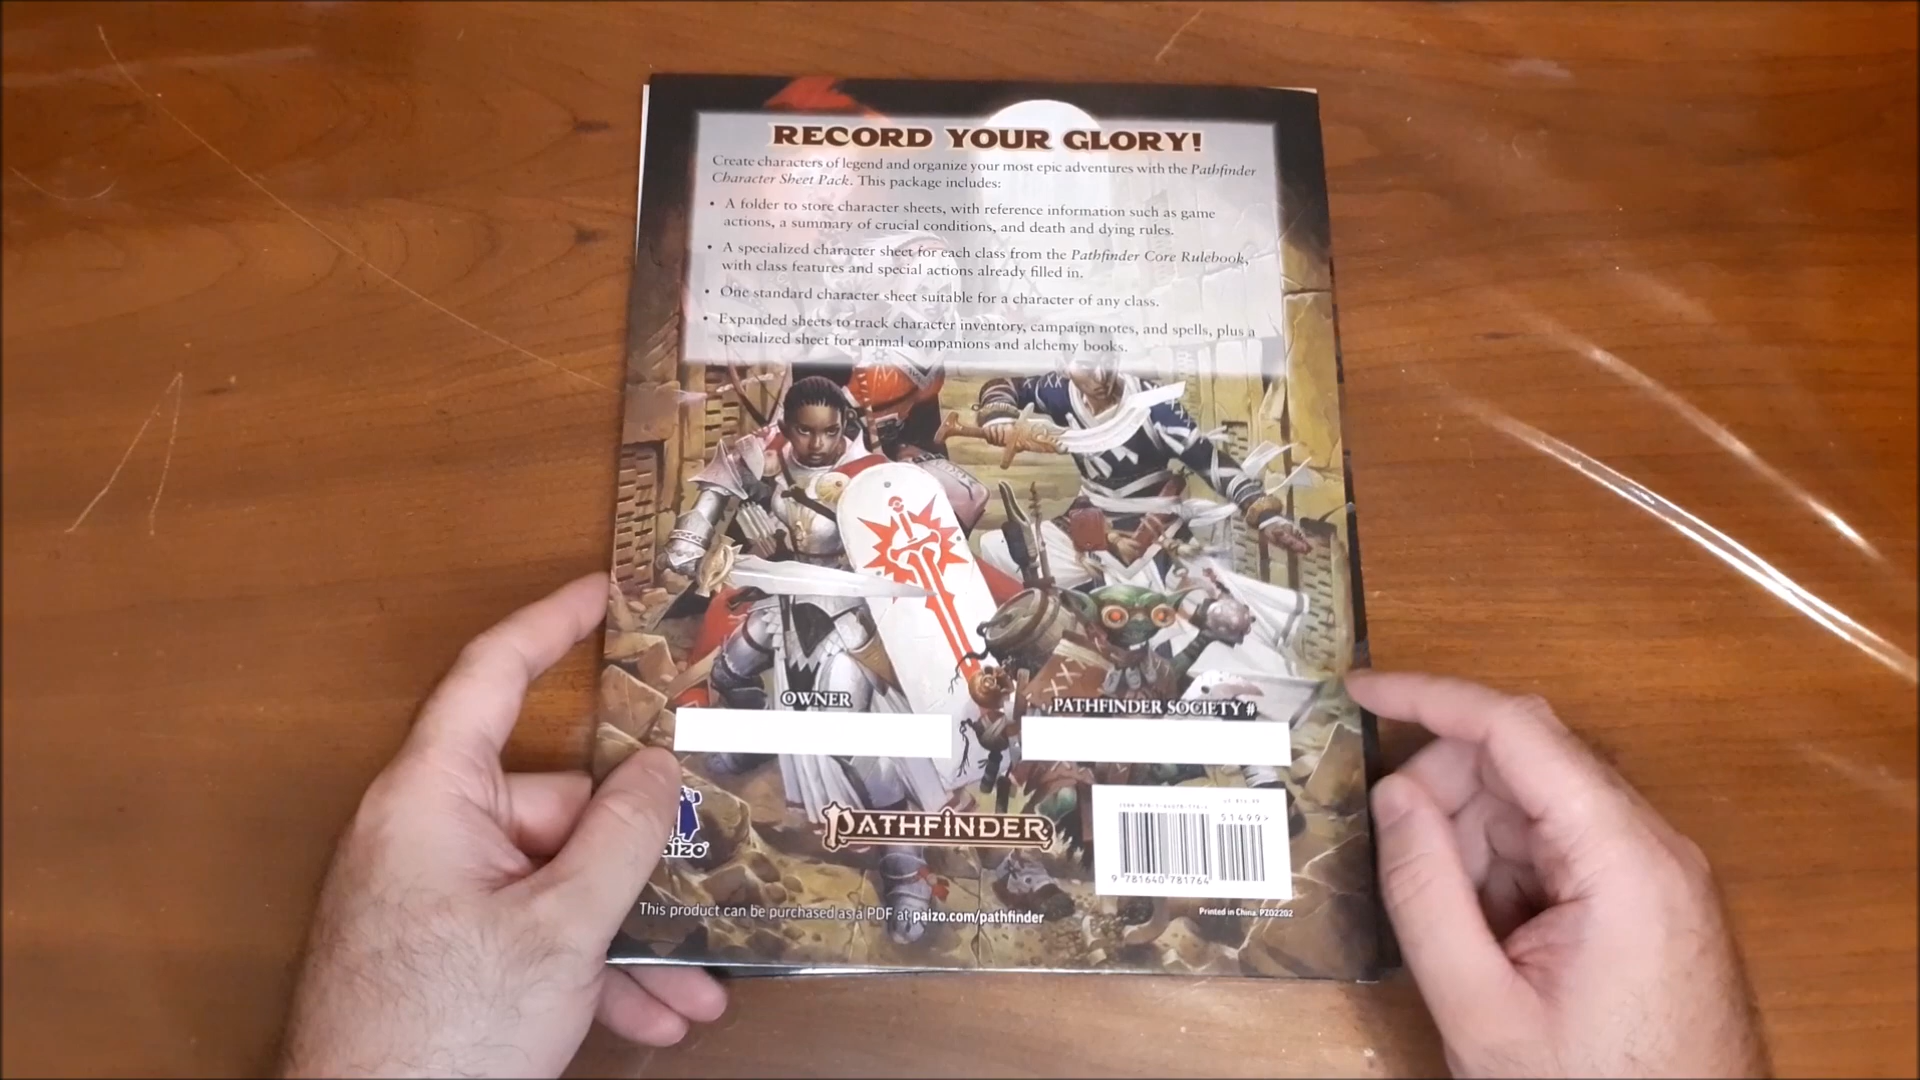 RECORD YOUR GLORY!
Create characters of legend and organize your most epic adventures with the Pathfinder
Character Sheet Pack. This package includes:
• A folder to store character sheets, with reference information such as game
actions, a summary of crucial conditions, and death and dying rules.
• A specialized character sheet for each class from the Pathfinder Core Rulebook,
with class features and special actions already filled in.
• One standard character sheet suitable for a character of any class.
• Expanded sheets to track character inventory, campaign notes, and spells, plus a
specialized sheet for animal companions and alchemy books.
OWNER
PATHFINDER SOCIETY #
PATHFINDER
51499>
9 781640 781764
This product can be purchased as a PDF at paizo.com/pathfinder
Printed in China. PZO2202